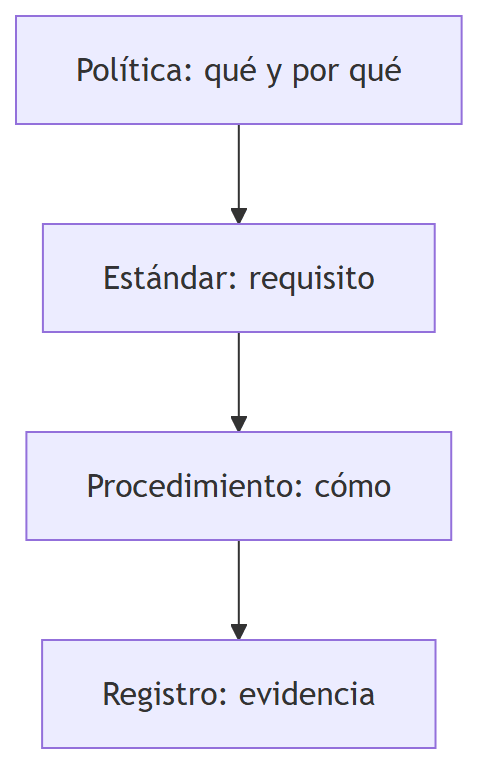 Política: qué y por qué
Estándar: requisito
Procedimiento: cómo
Registro: evidencia